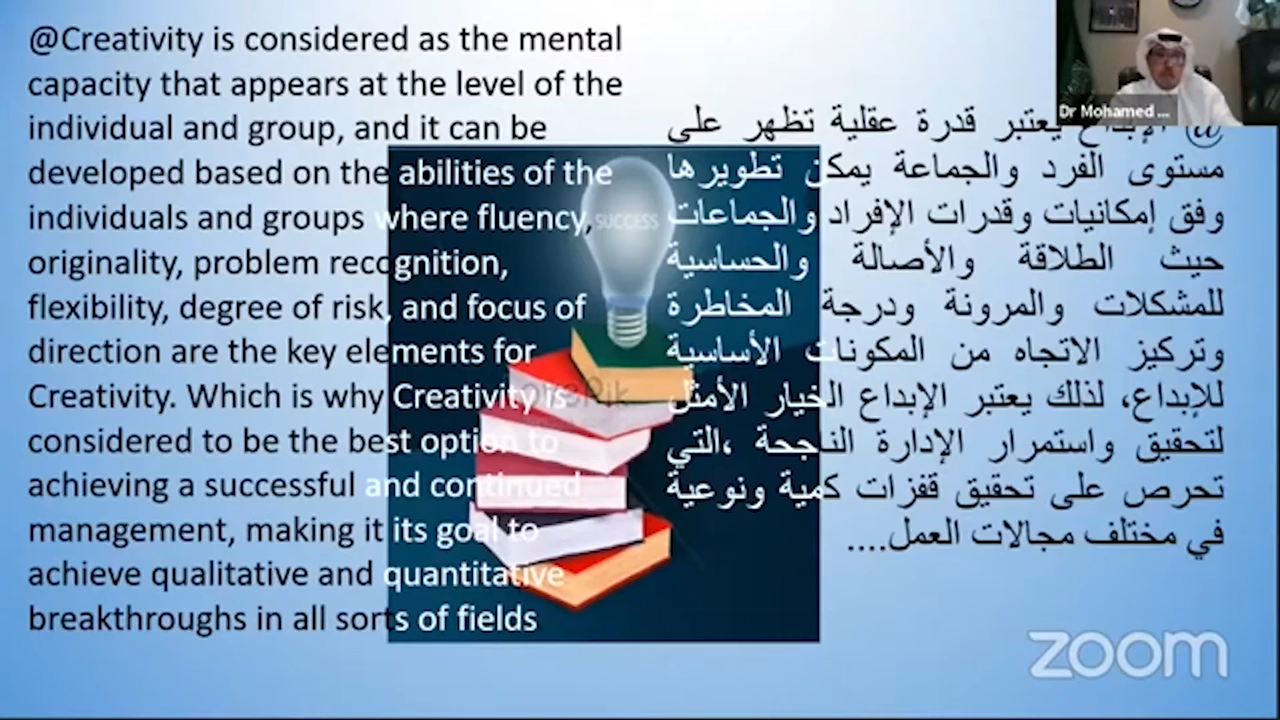 @Creativity is considered as the mental
capacity that appears at the level of the
individual and group, and it can be
developed based on the abilities of the
individuals and groups where fluency,
originality, problem recognition,
flexibility, degree of risk, and focus of
direction are the key elements for
Creativity. Which is why Creativity is
considered to be the best option to
achieving a successful and continued
management, making it its goal to
achieve qualitative and quantitative
breakthroughs in all sorts of fields
SUCCESS
Dr Mohamed ...
@ الإبداع يعتبر قدرة عقلية تظهر على
مستوى الفرد والجماعة يمكن تطويرها
وفق إمكانيات وقدرات الإفراد والجماعات
حيث الطلاقة والأصالة والحساسية
للمشكلات والمرونة ودرجة المخاطرة
وتركيز الاتجاه من المكونات الأساسية
للإبداع، لذلك يعتبر الإبداع الخيار الأمثل
لتحقيق واستمرار الإدارة الناجحة ،التي
تحرص على تحقيق قفزات كمية ونوعية
في مختلف مجالات العمل....
zoom